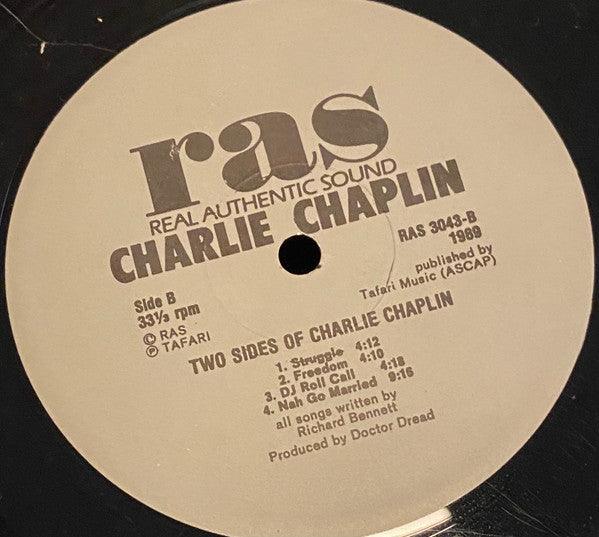 ras
REAL AUTHENTIC SOUND
CHARLIE CHAPLIN
Side B
33⅓ rpm
© RAS
℗ TAFARI
RAS 3043-B
1989
published by
Tafari Music (ASCAP)
TWO SIDES OF CHARLIE CHAPLIN
1. Struggle 4:12
2. Freedom 4:10
3. DJ Roll Call 4:18
4. Nah Go Married 9:16
all songs written by
Richard Bennett
Produced by Doctor Dread